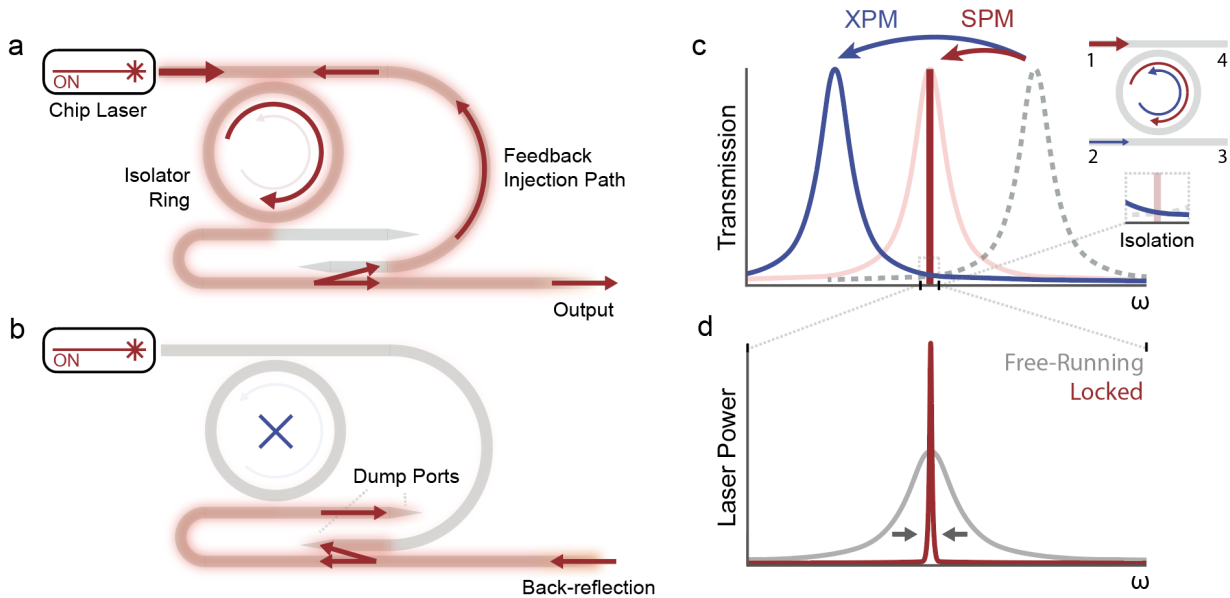 a
ON
Chip Laser
Isolator
Ring
Feedback
Injection Path
Output
b
ON
Dump Ports
Back-reflection
c
XPM
SPM
Transmission
ω
1
4
2
3
Isolation
d
Free-Running
Locked
Laser Power
ω